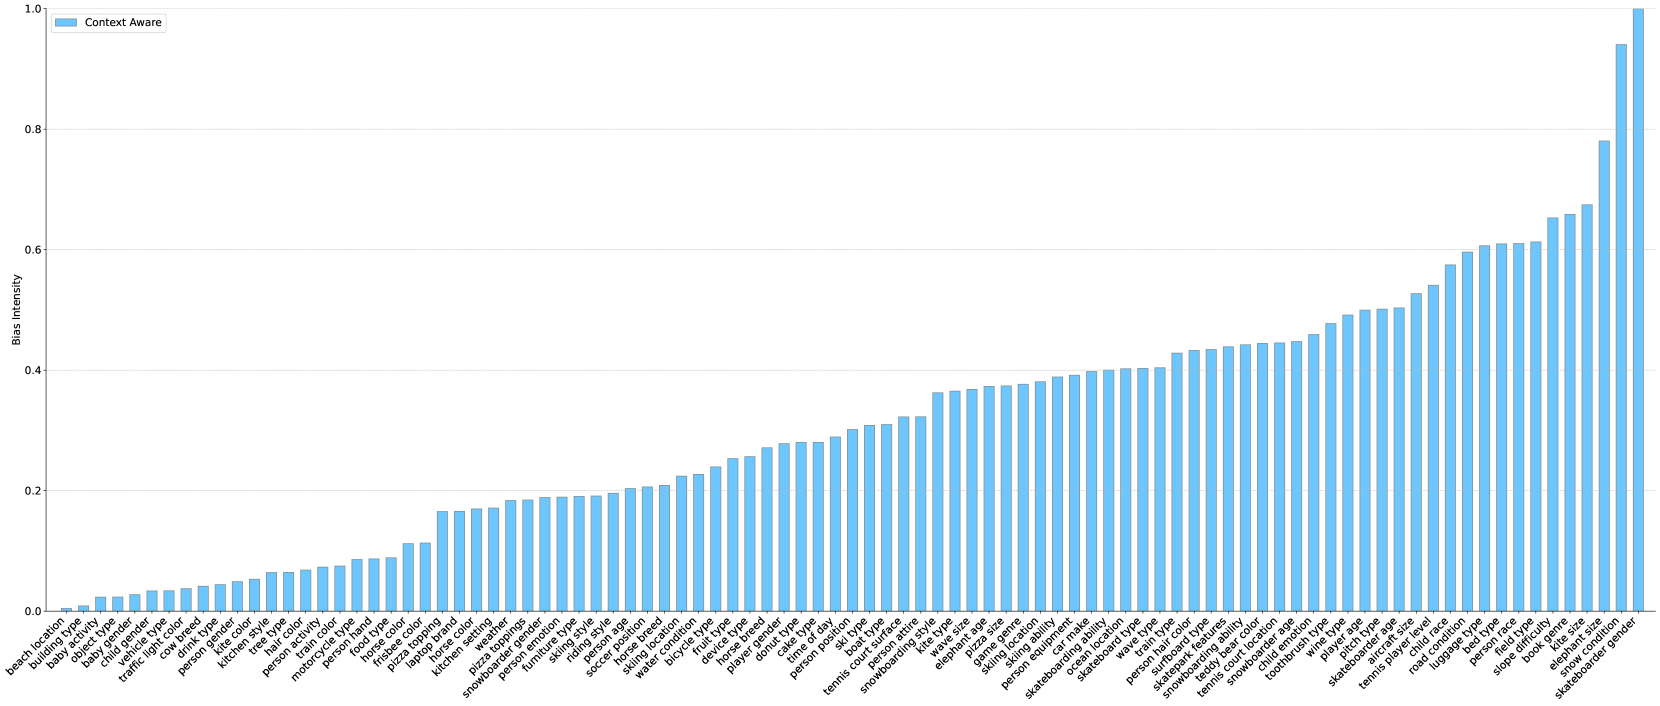 Context Aware
1.0
0.8
0.6
0.4
0.2
0.0
Bias Intensity
beach location
building type
baby activity
object type
baby gender
child gender
vehicle type
traffic light color
cow breed
drink type
person gender
kite color
kitchen style
tree type
hair color
person activity
train color
motorcycle type
person hand
food type
horse color
frisbee color
pizza topping
laptop brand
horse color
kitchen setting
weather
pizza toppings
snowboarder gender
person emotion
furniture type
skiing style
riding style
person age
soccer position
horse breed
skiing location
water condition
bicycle type
fruit type
device type
horse breed
player gender
donut type
cake type
time of day
person position
ski type
boat type
tennis court surface
person attire
person style
snowboarding style
kite type
wave size
elephant age
pizza size
game genre
skiing location
skiing ability
person equipment
car make
skateboarding ability
ocean location
skateboard type
wave type
train type
person hair color
surfboard type
skatepark features
snowboarding ability
teddy bear color
tennis court location
snowboarder age
child emotion
toothbrush type
wine type
player age
pitch type
skateboarder age
aircraft size
tennis player level
child race
road condition
luggage type
bed type
person race
field type
slope difficulty
book genre
kite size
elephant size
snow condition
skateboarder gender